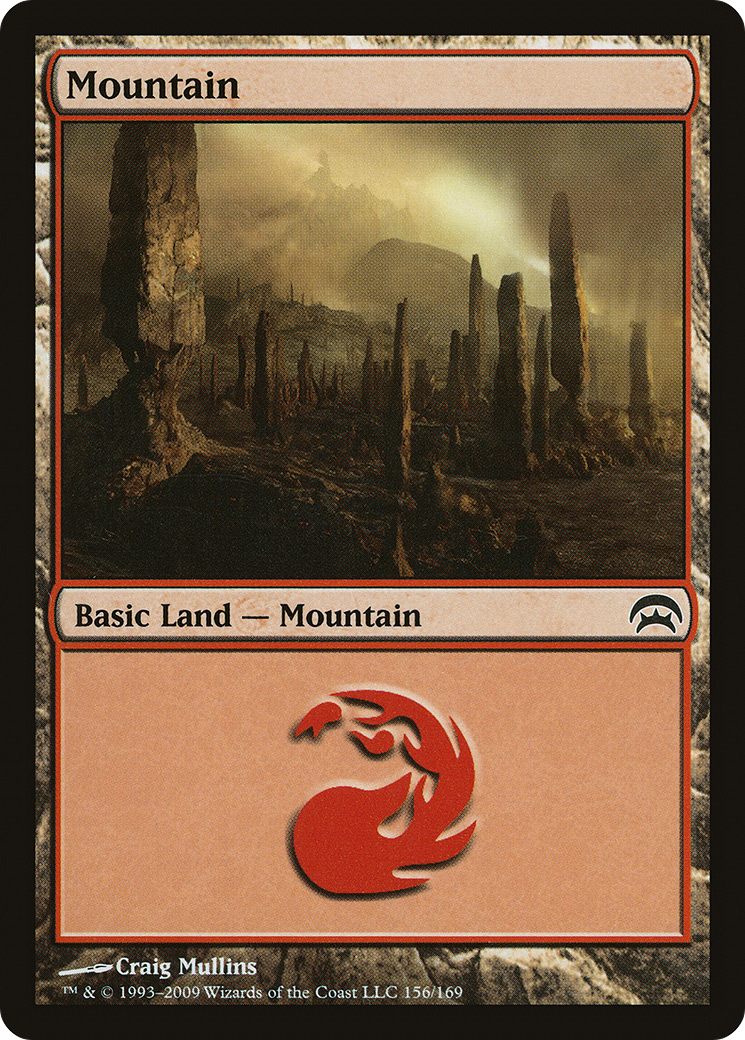 Mountain
Basic Land — Mountain
Craig Mullins
™ & © 1993–2009 Wizards of the Coast LLC 156/169